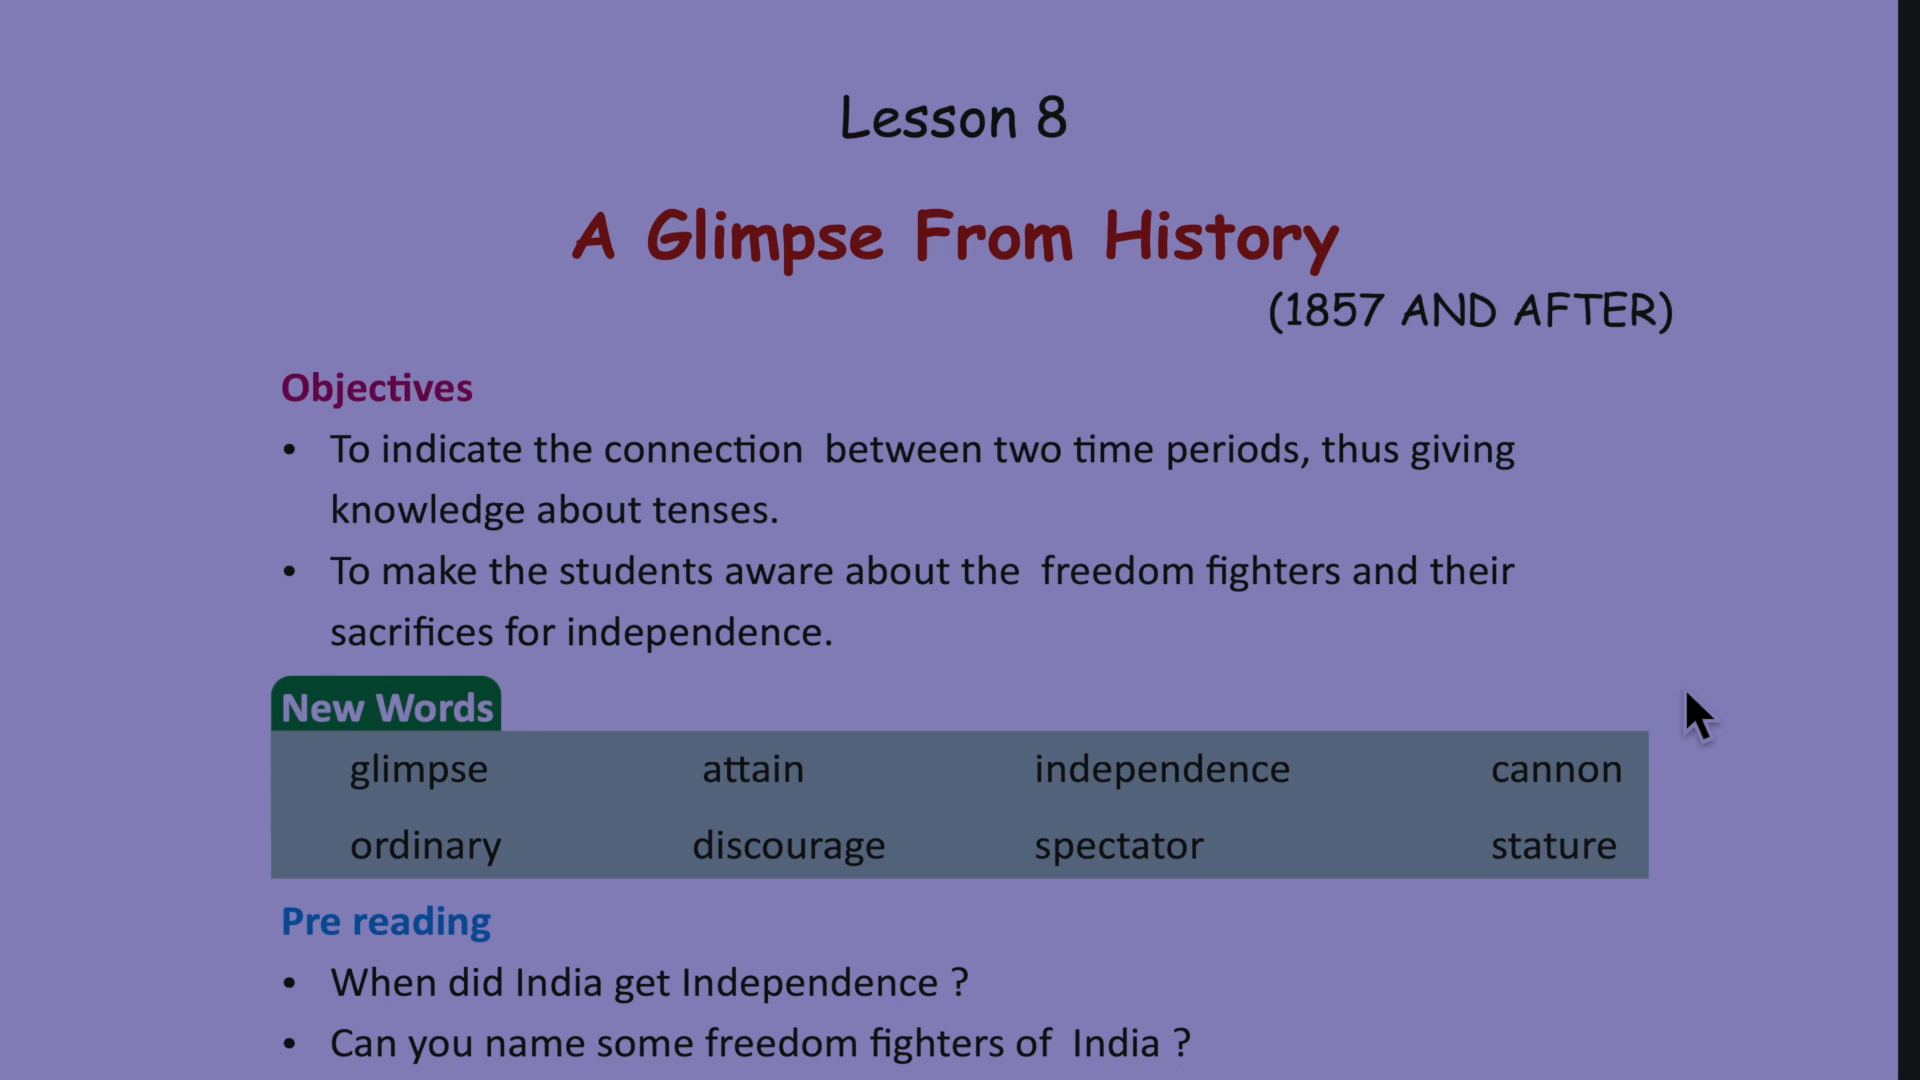 Lesson 8
A Glimpse From History
(1857 AND AFTER)
Objectives
• To indicate the connection between two time periods, thus giving
knowledge about tenses.
• To make the students aware about the freedom fighters and their
sacrifices for independence.
New Words
glimpse attain independence cannon
ordinary discourage spectator stature
Pre reading
• When did India get Independence ?
• Can you name some freedom fighters of India ?